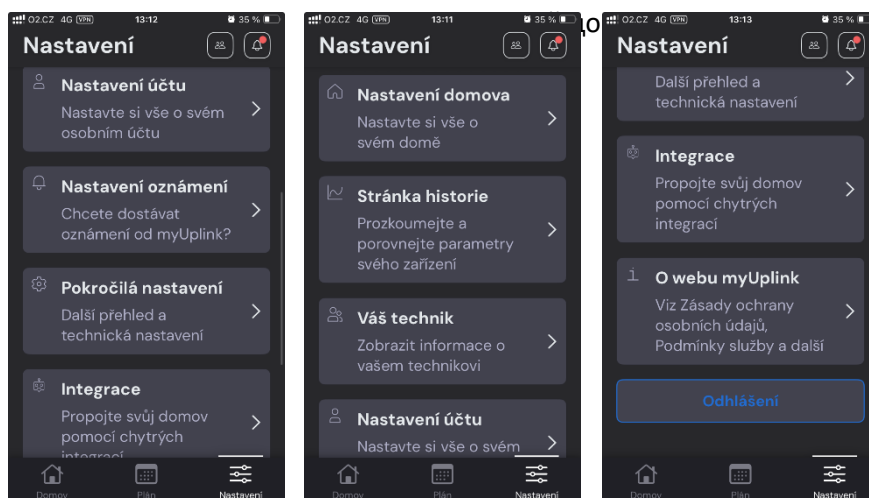 O2.CZ 4G VPN 13:12 35 %
Nastavení
Nastavení účtu
Nastavte si vše o svém
osobním účtu
Nastavení oznámení
Chcete dostávat
oznámení od myUplink?
Pokročilá nastavení
Další přehled a
technická nastavení
Integrace
Propojte svůj domov
pomocí chytrých
integrací
Domov Plán Nastavení
O2.CZ 4G VPN 13:11 35 %
Nastavení
Nastavení domova
Nastavte si vše o
svém domě
Stránka historie
Prozkoumejte a
porovnejte parametry
svého zařízení
Váš technik
Zobrazit informace o
vašem technikovi
Nastavení účtu
Nastavte si vše o svém
Domov Plán Nastavení
O2.CZ 4G VPN 13:13 35 %
Nastavení
Další přehled a
technická nastavení
Integrace
Propojte svůj domov
pomocí chytrých
integrací
O webu myUplink
Viz Zásady ochrany
osobních údajů,
Podmínky služby a další
Odhlášení
Domov Plán Nastavení